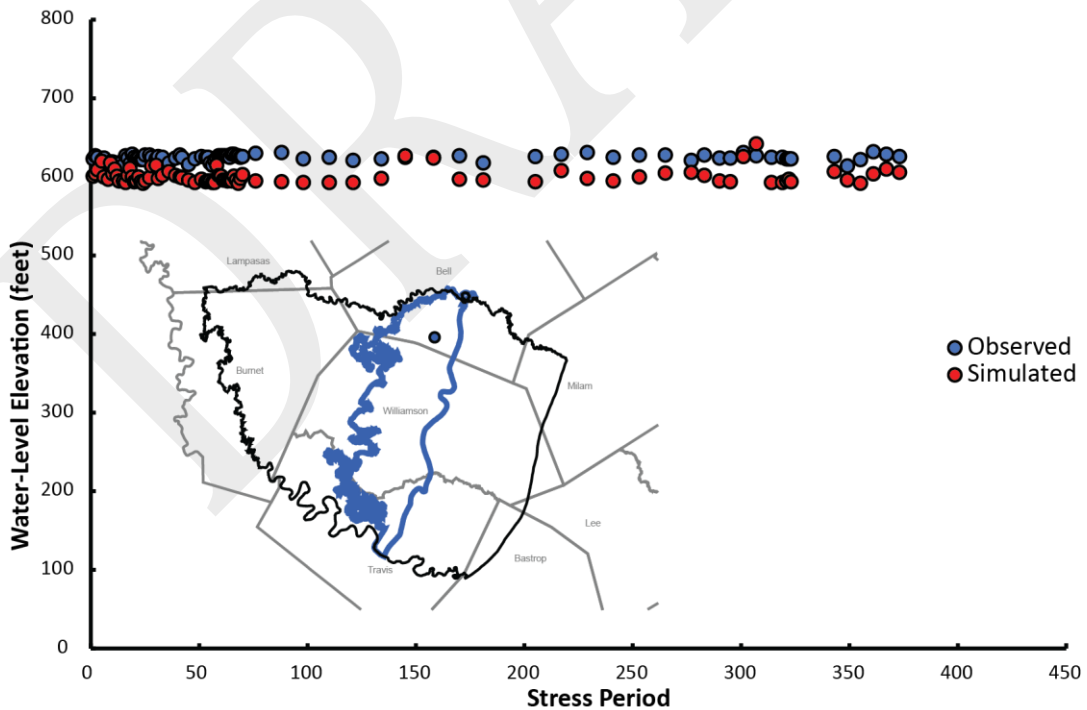 DRA
800
700
600
500
400
300
200
100
0
Water-Level Elevation (feet)
0 50 100 150 200 250 300 350 400 450
Stress Period
Observed
Simulated
Lampasas
Bell
Burnet
Milam
Williamson
Lee
Bastrop
Travis